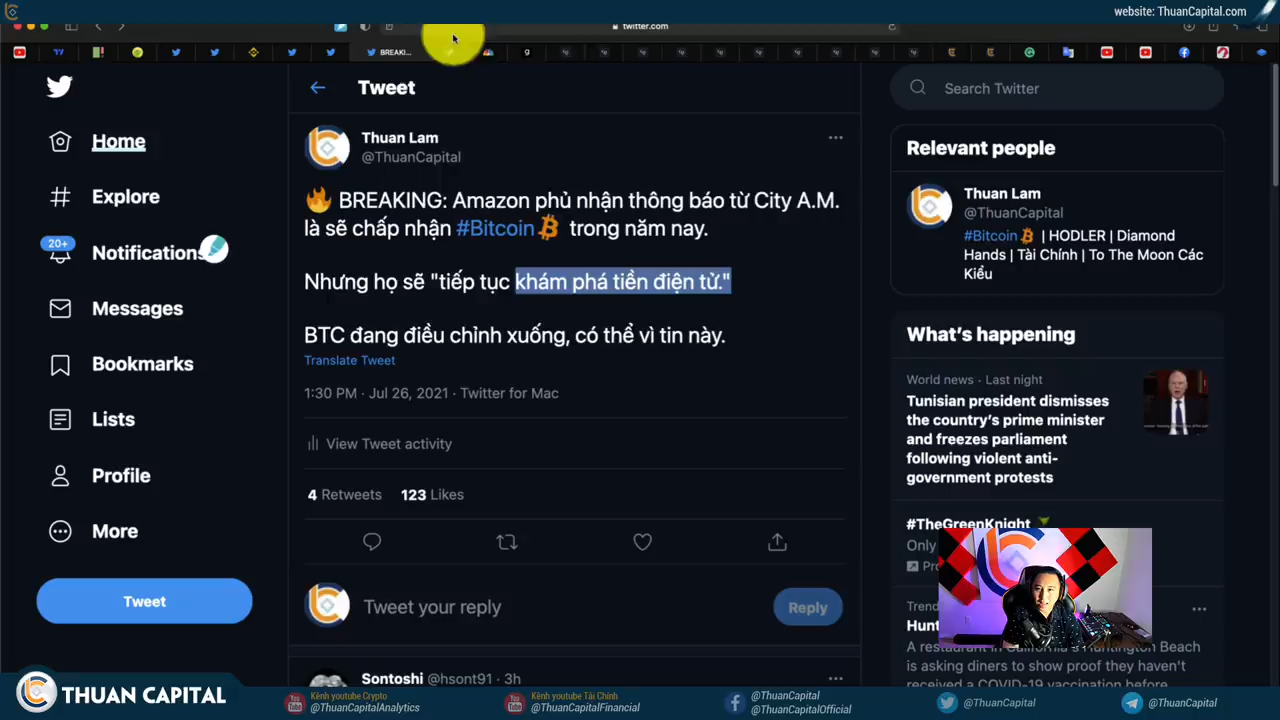 website: ThuanCapital.com
twitter.com
BREAKI...
Home
Explore
20+
Notifications
Messages
Bookmarks
Lists
Profile
More
Tweet
Tweet
Thuan Lam
@ThuanCapital
BREAKING: Amazon phủ nhận thông báo từ City A.M.
là sẽ chấp nhận #Bitcoin trong năm nay.
Nhưng họ sẽ "tiếp tục khám phá tiền điện tử."
BTC đang điều chỉnh xuống, có thể vì tin này.
Translate Tweet
1:30 PM · Jul 26, 2021 · Twitter for Mac
View Tweet activity
4 Retweets 123 Likes
Tweet your reply
Reply
Sontoshi @hsont91 · 3h
Search Twitter
Relevant people
Thuan Lam
@ThuanCapital
#Bitcoin | HODLER | Diamond
Hands | Tài Chính | To The Moon Các
Kiểu
What's happening
World news · Last night
Tunisian president dismisses
the country's prime minister
and freezes parliament
following violent anti-
government protests
#TheGreenKnight
Only
Pro
Trend
Hunt
A restaurant in California's Huntington Beach
is asking diners to show proof they haven't
received a COVID-19 vaccination before
THUAN CAPITAL
Kênh youtube Crypto
@ThuanCapitalAnalytics
Kênh youtube Tài Chính
@ThuanCapitalFinancial
@ThuanCapital
@ThuanCapitalOfficial
@ThuanCapital
@ThuanCapital